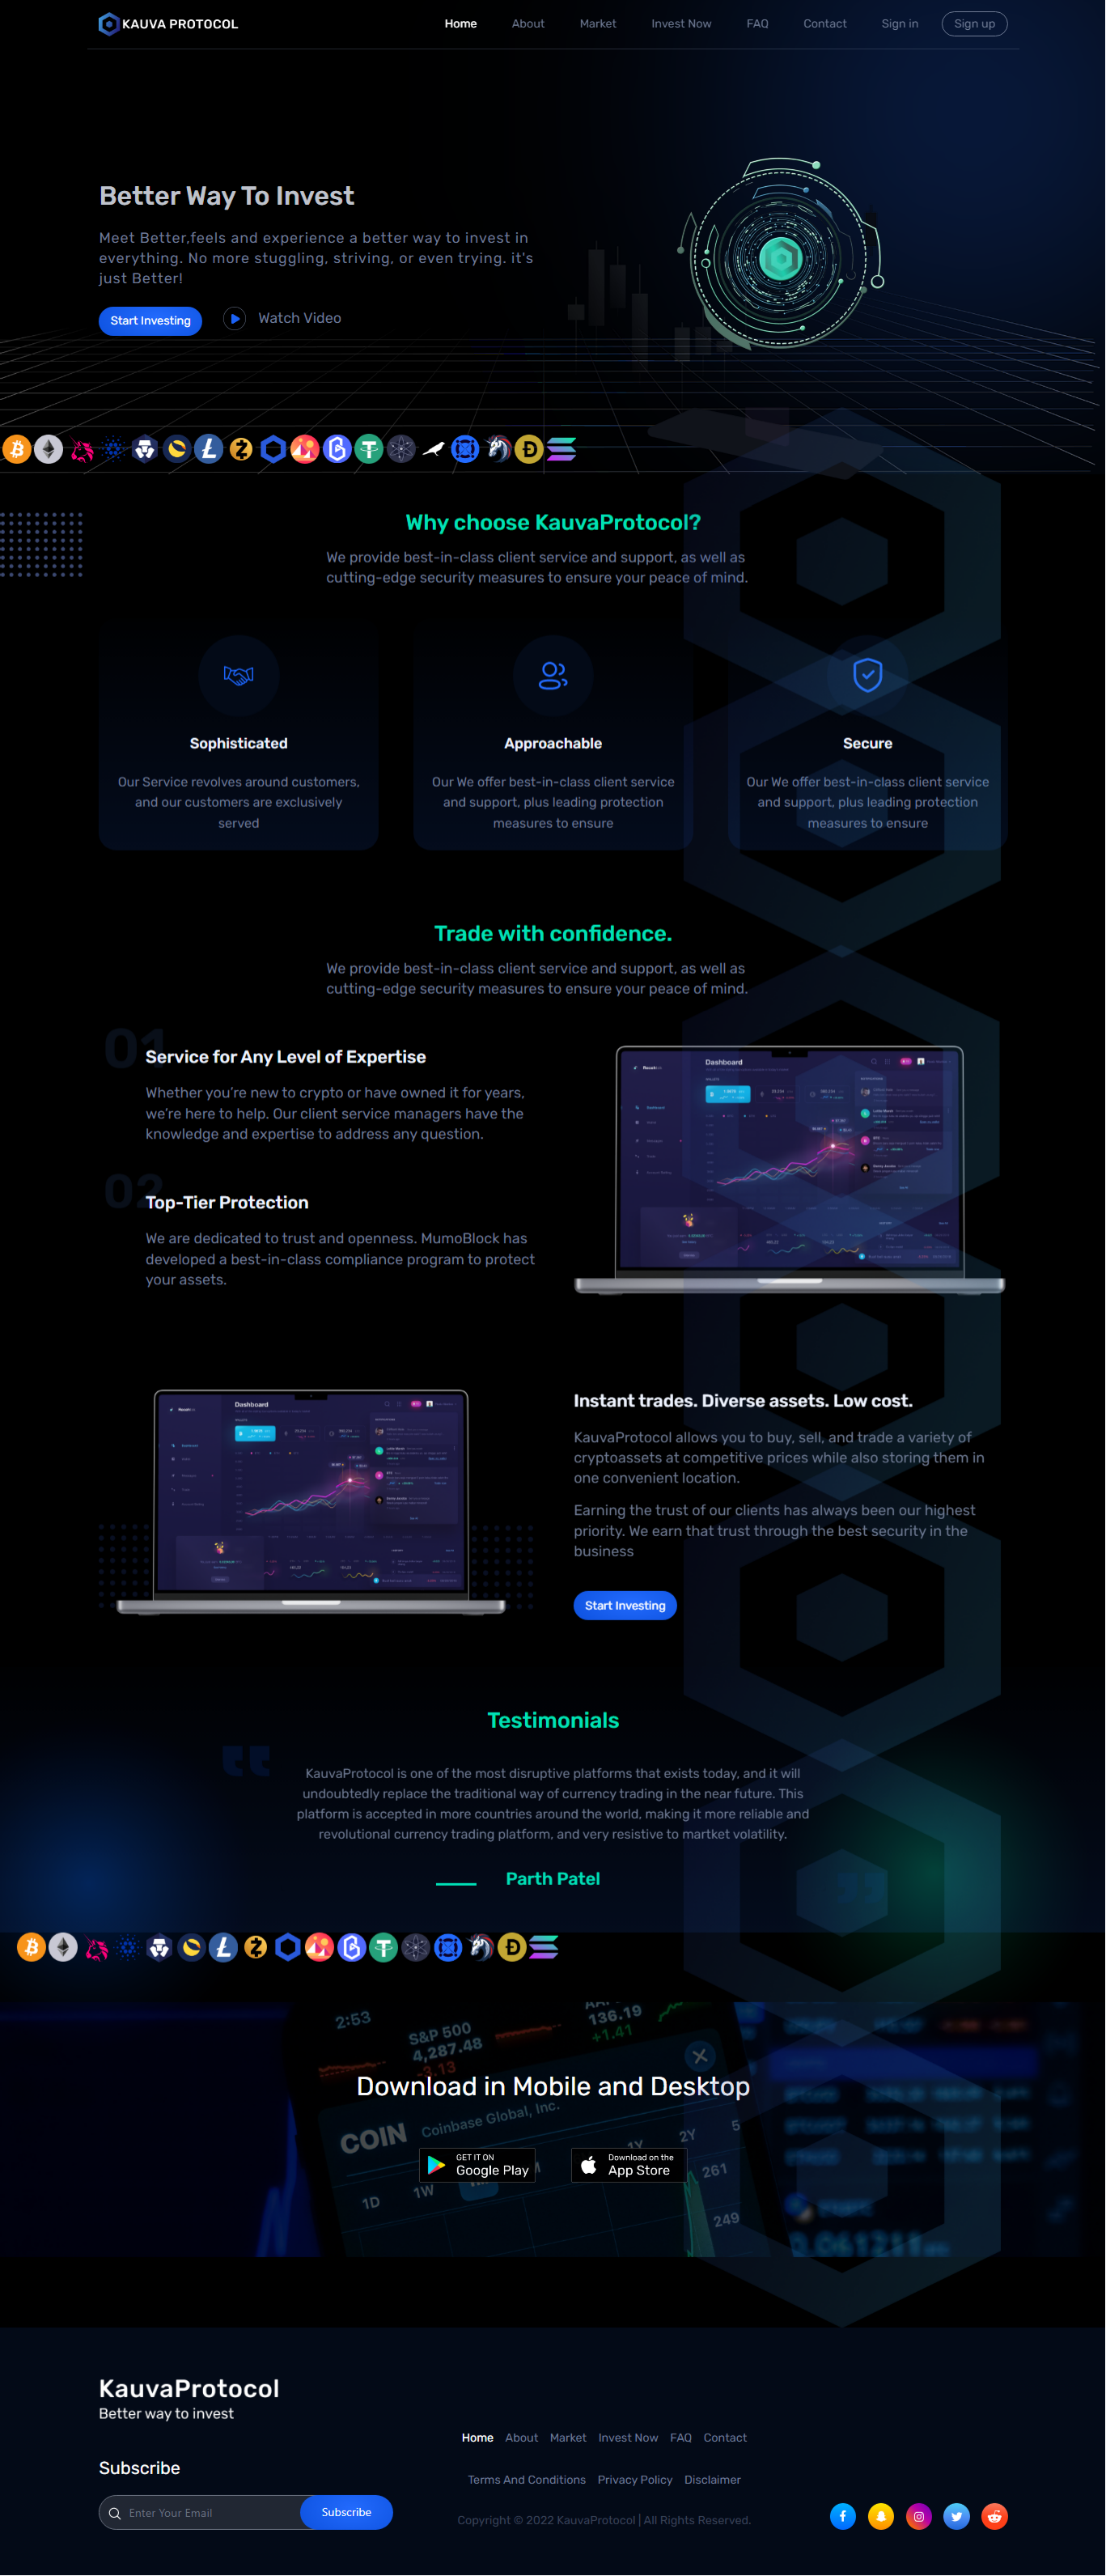 KAUVA PROTOCOL
Home About Market Invest Now FAQ Contact Sign in Sign up
Better Way To Invest
Meet Better,feels and experience a better way to invest in
everything. No more stuggling, striving, or even trying. it's
just Better!
Start Investing
Watch Video
Why choose KauvaProtocol?
We provide best-in-class client service and support, as well as
cutting-edge security measures to ensure your peace of mind.
Sophisticated
Our Service revolves around customers,
and our customers are exclusively
served
Approachable
Our We offer best-in-class client service
and support, plus leading protection
measures to ensure
Secure
Our We offer best-in-class client service
and support, plus leading protection
measures to ensure
Trade with confidence.
We provide best-in-class client service and support, as well as
cutting-edge security measures to ensure your peace of mind.
01
Service for Any Level of Expertise
Whether you’re new to crypto or have owned it for years,
we’re here to help. Our client service managers have the
knowledge and expertise to address any question.
02
Top-Tier Protection
We are dedicated to trust and openness. MumoBlock has
developed a best-in-class compliance program to protect
your assets.
Dashboard
Dashboard
Instant trades. Diverse assets. Low cost.
KauvaProtocol allows you to buy, sell, and trade a variety of
cryptoassets at competitive prices while also storing them in
one convenient location.
Earning the trust of our clients has always been our highest
priority. We earn that trust through the best security in the
business
Start Investing
Testimonials
KauvaProtocol is one of the most disruptive platforms that exists today, and it will
undoubtedly replace the traditional way of currency trading in the near future. This
platform is accepted in more countries around the world, making it more reliable and
revolutional currency trading platform, and very resistive to martket volatility.
Parth Patel
2:53
S&P 500
4,287.48
-3.13
136.19
+1.41
Download in Mobile and Desktop
COIN Coinbase Global, Inc.
GET IT ON
Google Play
Download on the
App Store
1D 1W 1Y 2Y 5
261
249
0.061211
KauvaProtocol
Better way to invest
Home About Market Invest Now FAQ Contact
Subscribe
Terms And Conditions Privacy Policy Disclaimer
Enter Your Email
Subscribe
Copyright © 2022 KauvaProtocol | All Rights Reserved.